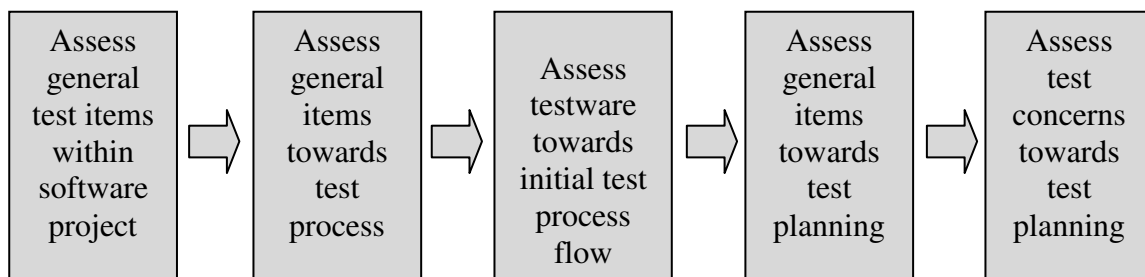 Assess
general
test items
within
software
project
Assess
general
items
towards
test
process
Assess
testware
towards
initial test
process
flow
Assess
general
items
towards
test
planning
Assess
test
concerns
towards
test
planning